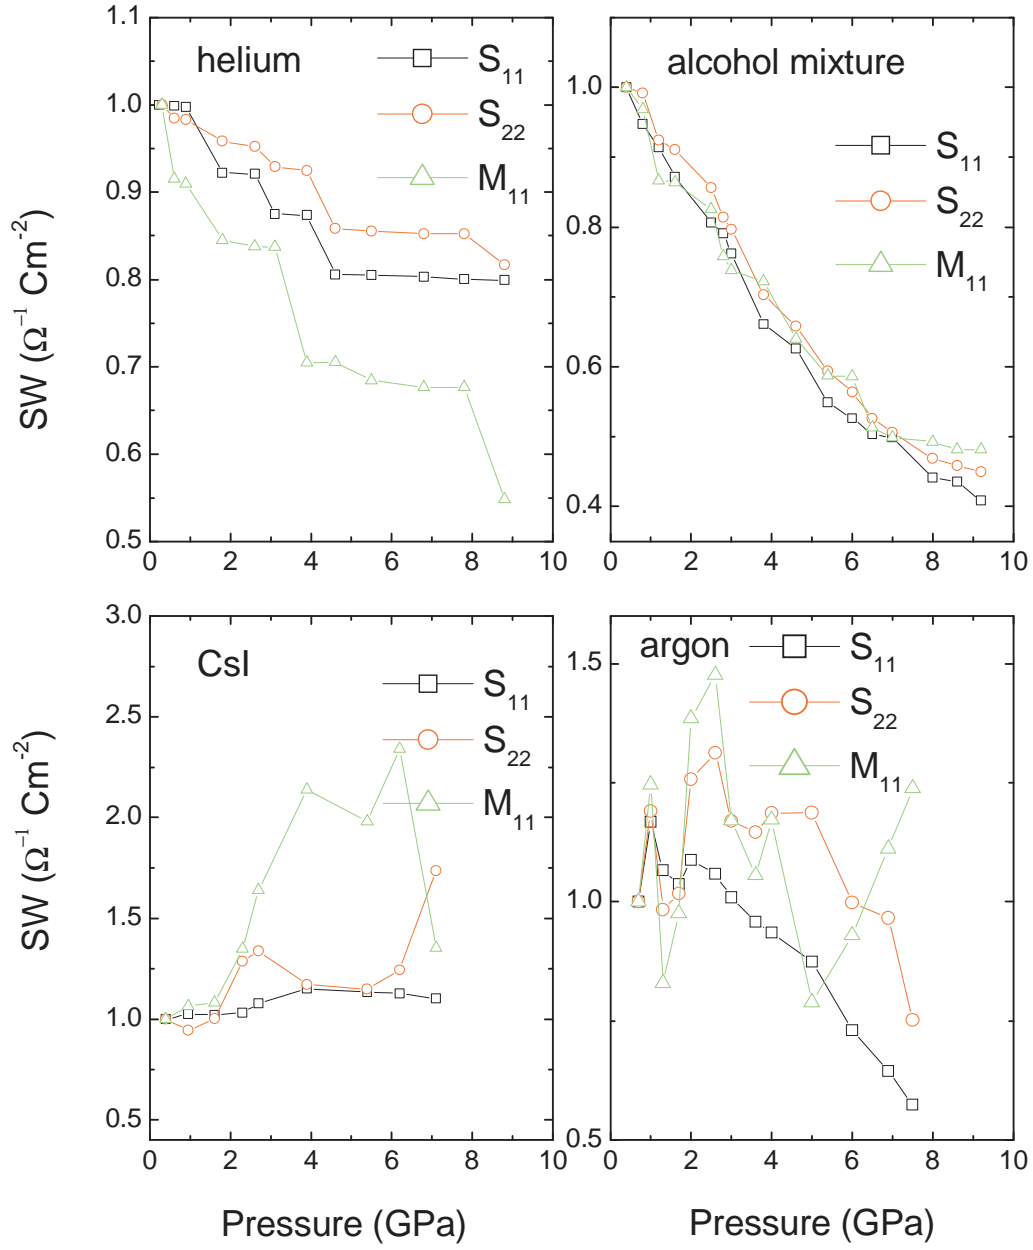 helium
S₁₁
S₂₂
M₁₁
1.1
1.0
0.9
0.8
0.7
0.6
0.5
0 2 4 6 8 10
SW (Ω⁻¹ Cm⁻²)
alcohol mixture
S₁₁
S₂₂
M₁₁
1.0
0.8
0.6
0.4
0 2 4 6 8 10
CsI
S₁₁
S₂₂
M₁₁
3.0
2.5
2.0
1.5
1.0
0.5
0 2 4 6 8 10
SW (Ω⁻¹ Cm⁻²)
Pressure (GPa)
argon
S₁₁
S₂₂
M₁₁
1.5
1.0
0.5
0 2 4 6 8 10
Pressure (GPa)